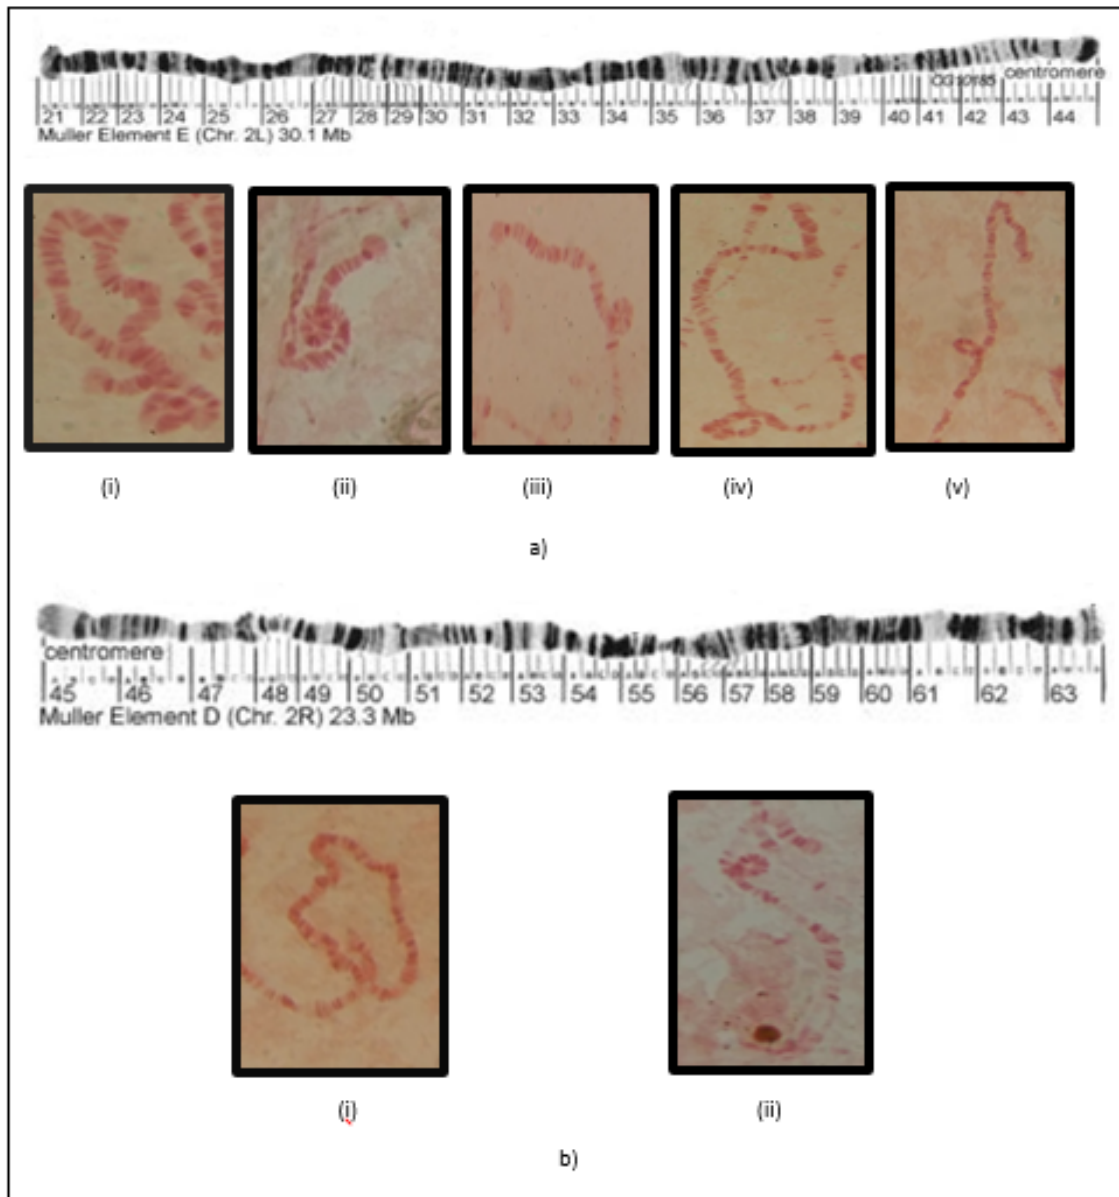 CG10185 centromere
21 22 23 24 25 26 27 28 29 30 31 32 33 34 35 36 37 38 39 40 41 42 43 44
Muller Element E (Chr. 2L) 30.1 Mb
(i) (ii) (iii) (iv) (v)
a)
centromere
45 46 47 48 49 50 51 52 53 54 55 56 57 58 59 60 61 62 63
Muller Element D (Chr. 2R) 23.3 Mb
(i) (ii)
b)